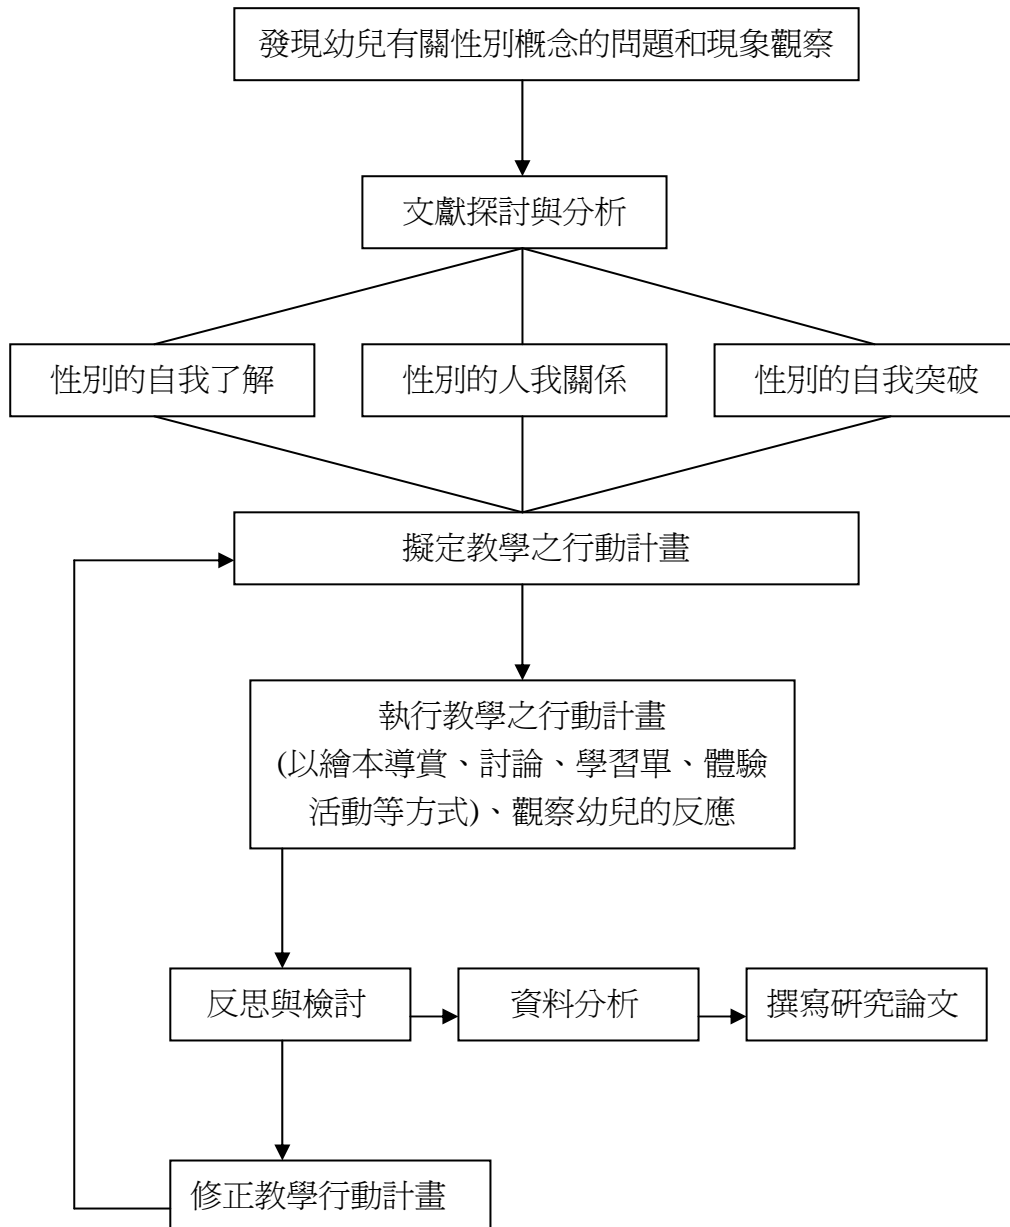 發現幼兒有關性別概念的問題和現象觀察
文獻探討與分析
性別的自我了解
性別的人我關係
性別的自我突破
擬定教學之行動計畫
執行教學之行動計畫
(以繪本導賞、討論、學習單、體驗
活動等方式)、觀察幼兒的反應
反思與檢討
資料分析
撰寫研究論文
修正教學行動計畫